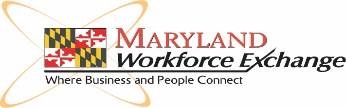 MARYLAND
Workforce Exchange
Where Business and People Connect